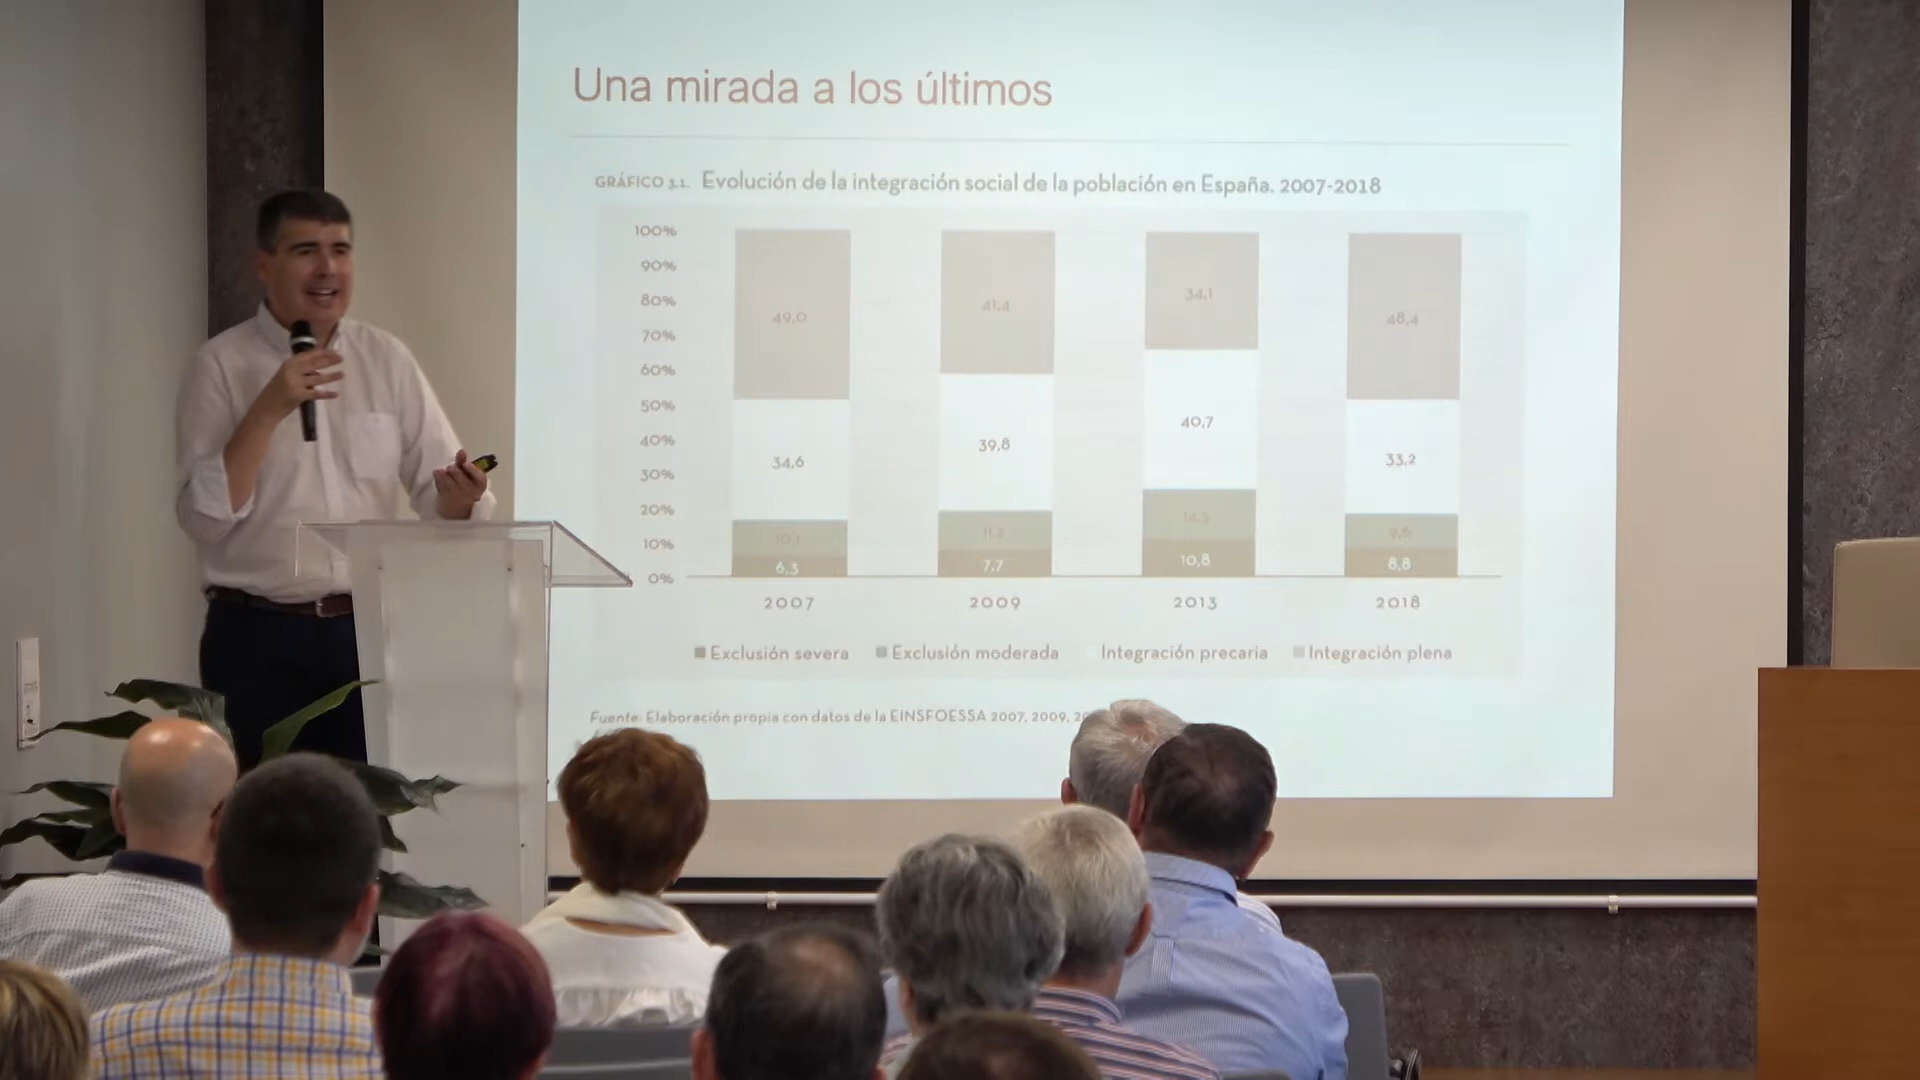 Una mirada a los últimos
GRÁFICO 3.1. Evolución de la integración social de la población en España. 2007-2018
100%
90%
80%
70%
60%
50%
40%
30%
20%
10%
0%
49,0 41,4 34,1 48,4
34,6 39,8 40,7 33,2
10,1 11,2 14,3 9,6
6,3 7,7 10,8 8,8
2007 2009 2013 2018
Exclusión severa Exclusión moderada Integración precaria Integración plena
Fuente: Elaboración propia con datos de la EINSFOESSA 2007, 2009,